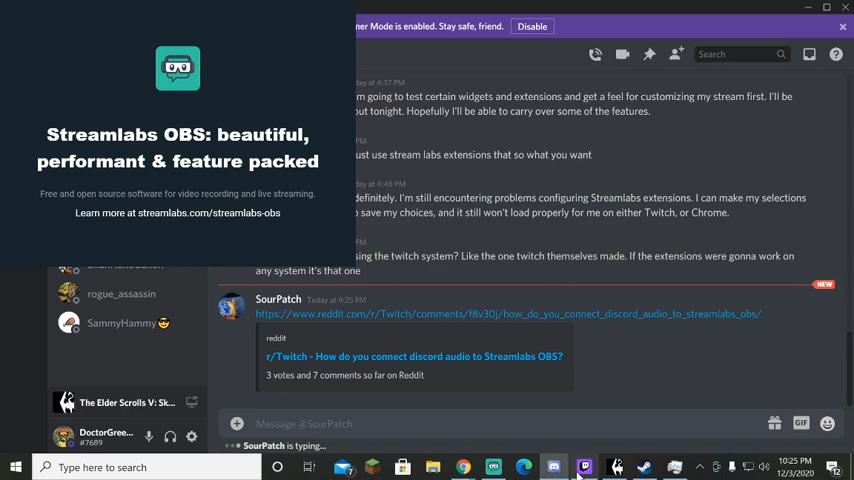 ner Mode is enabled. Stay safe, friend.
Disable
Search
Streamlabs OBS: beautiful,
performant & feature packed
Free and open source software for video recording and live streaming.
Learn more at streamlabs.com/streamlabs-obs
day at 4:37 PM
m going to test certain widgets and extensions and get a feel for customizing my stream first. I'll be
out tonight. Hopefully I'll be able to carry over some of the features.
PM
ust use stream labs extensions that so what you want
day at 4:48 PM
definitely. I'm still encountering problems configuring Streamlabs extensions. I can make my selections
o save my choices, and it still won't load properly for me on either Twitch, or Chrome.
PM
sing the twitch system? Like the one twitch themselves made. If the extensions were gonna work on
any system it's that one
NEW
rogue_assassin
SammyHammy😎
SourPatch Today at 9:25 PM
https://www.reddit.com/r/Twitch/comments/f8v30j/how_do_you_connect_discord_audio_to_streamlabs_obs/
reddit
r/Twitch - How do you connect discord audio to Streamlabs OBS?
3 votes and 7 comments so far on Reddit
The Elder Scrolls V: Sk...
DoctorGree...
#7689
Message @SourPatch
GIF
SourPatch is typing...
Type here to search
7
10:25 PM
12/3/2020
12